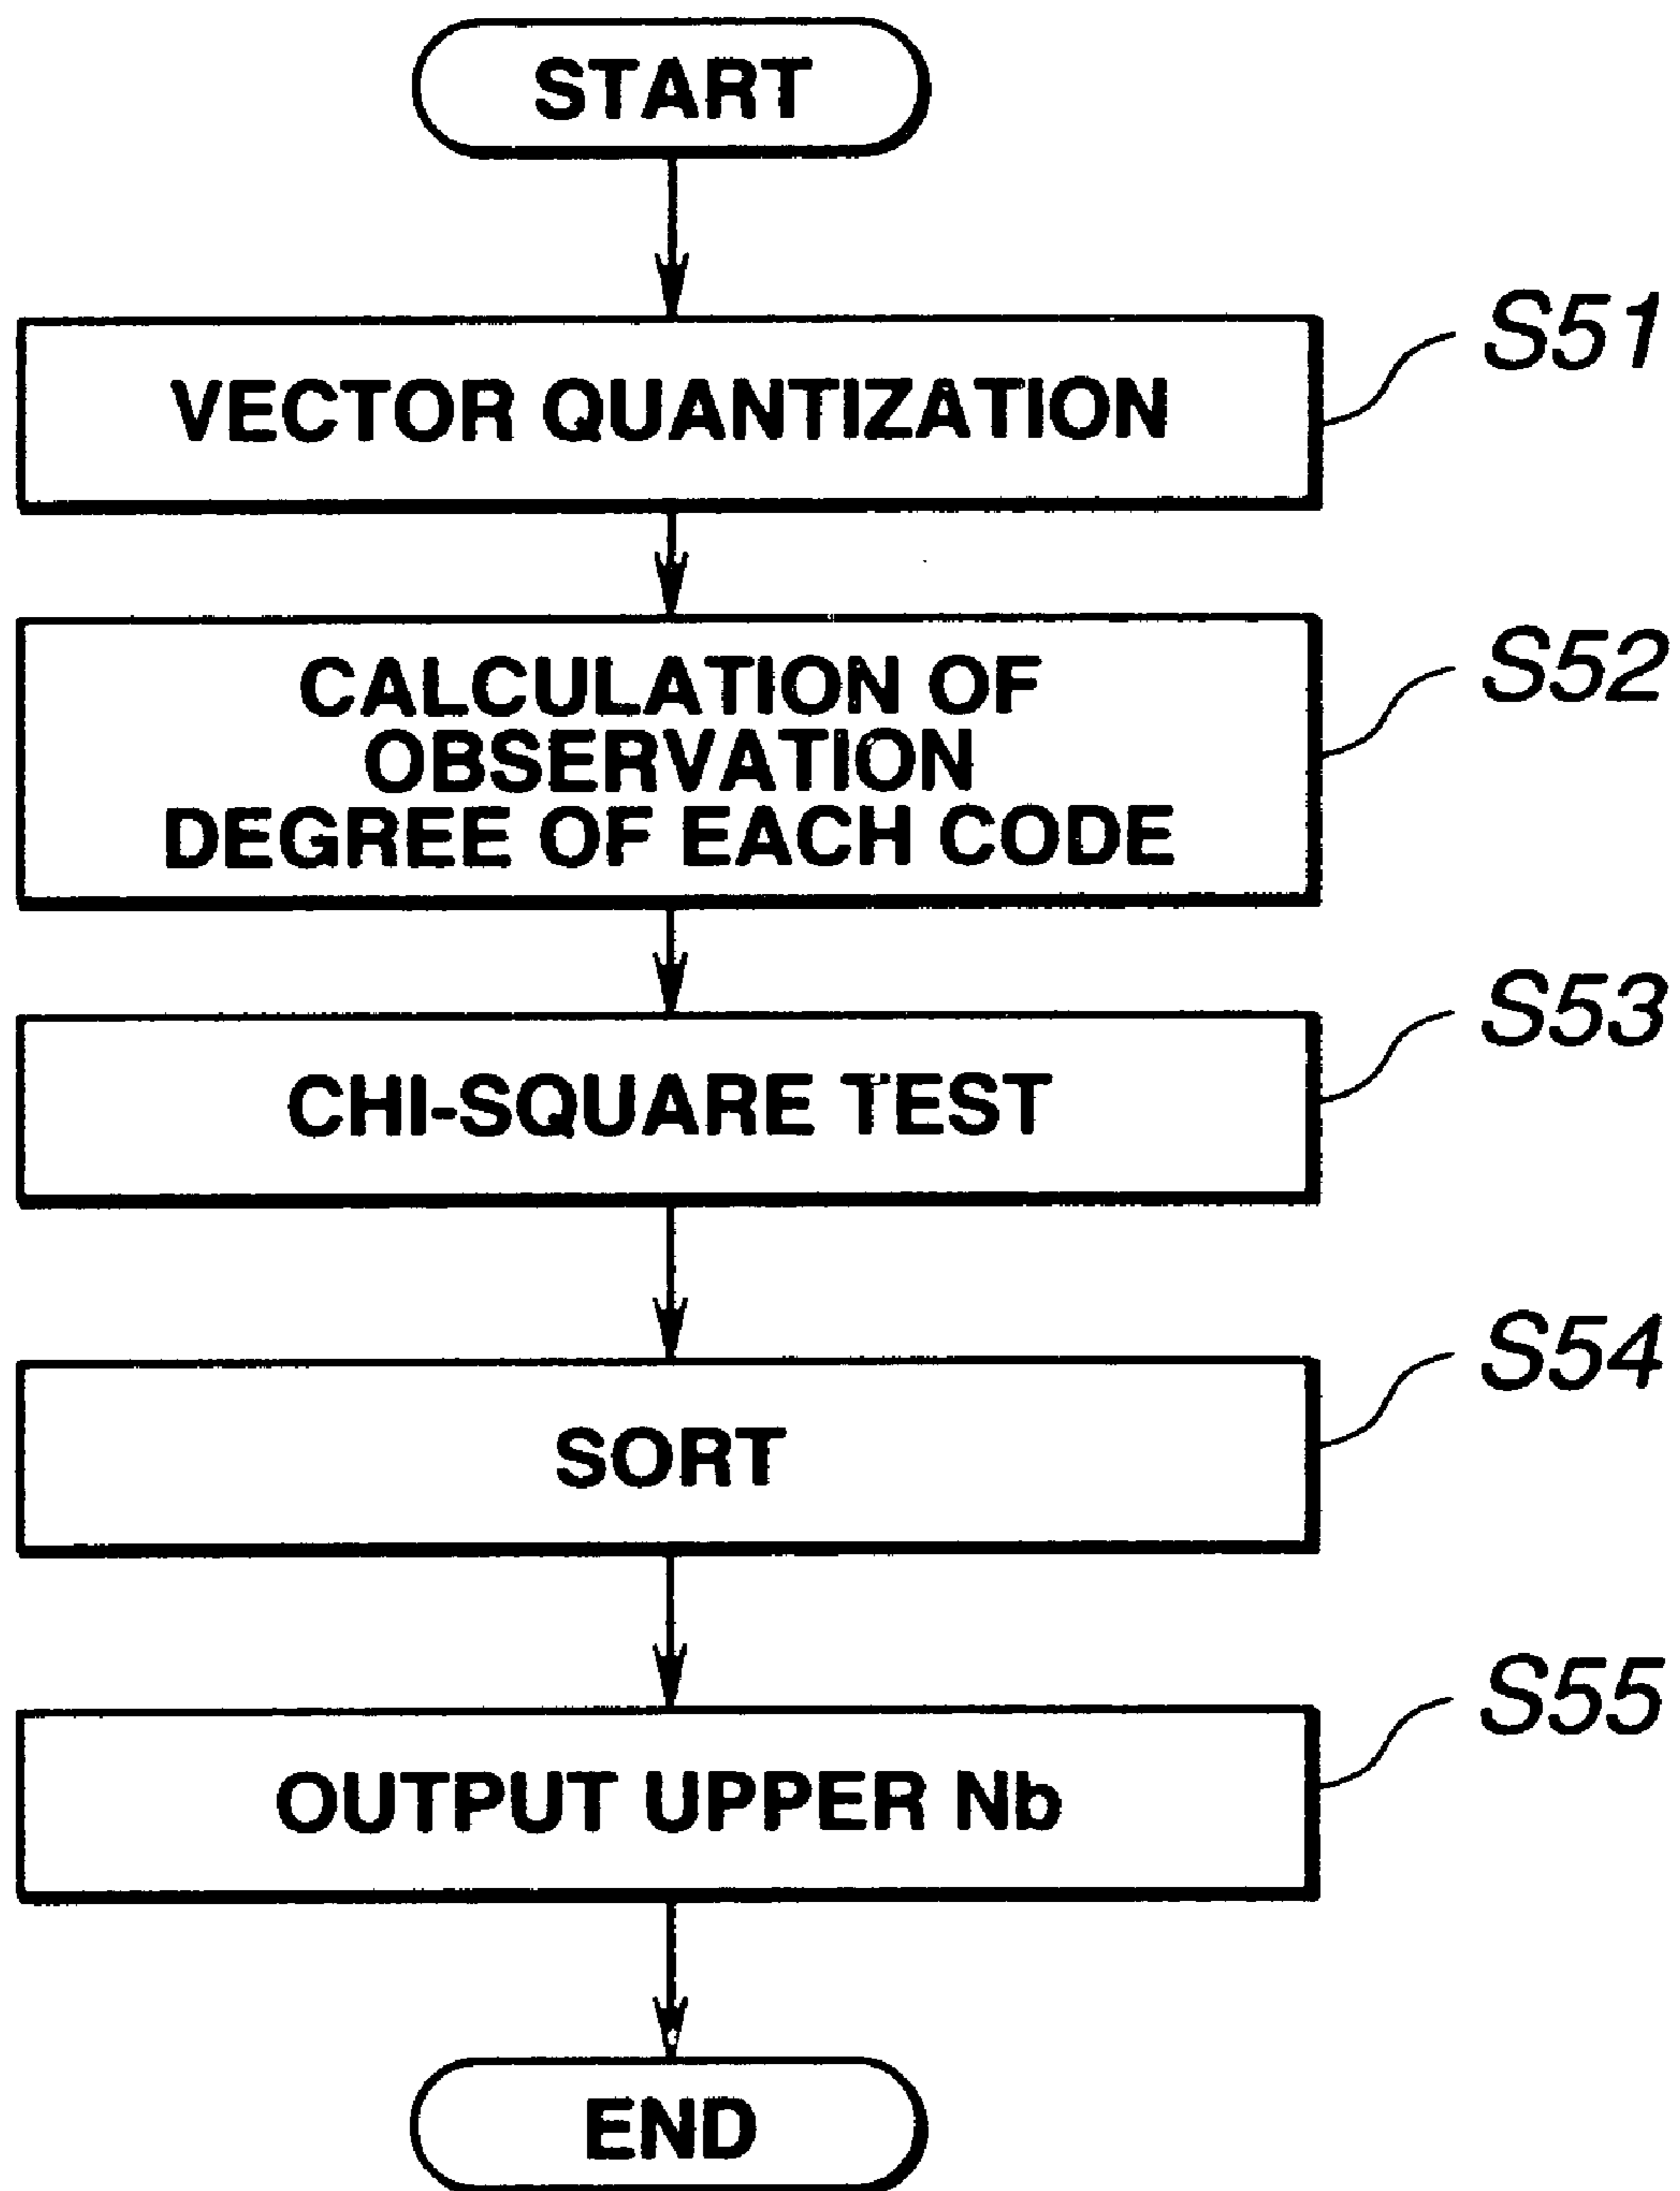 START
VECTOR QUANTIZATION
S51
CALCULATION OF
OBSERVATION
DEGREE OF EACH CODE
S52
CHI-SQUARE TEST
S53
SORT
S54
OUTPUT UPPER Nb
S55
END